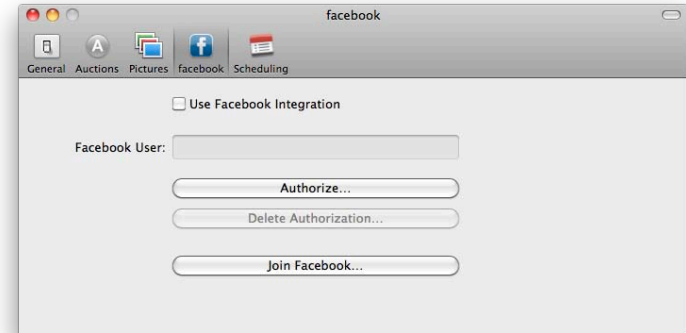 facebook
General Auctions Pictures facebook Scheduling
Use Facebook Integration
Facebook User:
Authorize...
Delete Authorization...
Join Facebook...